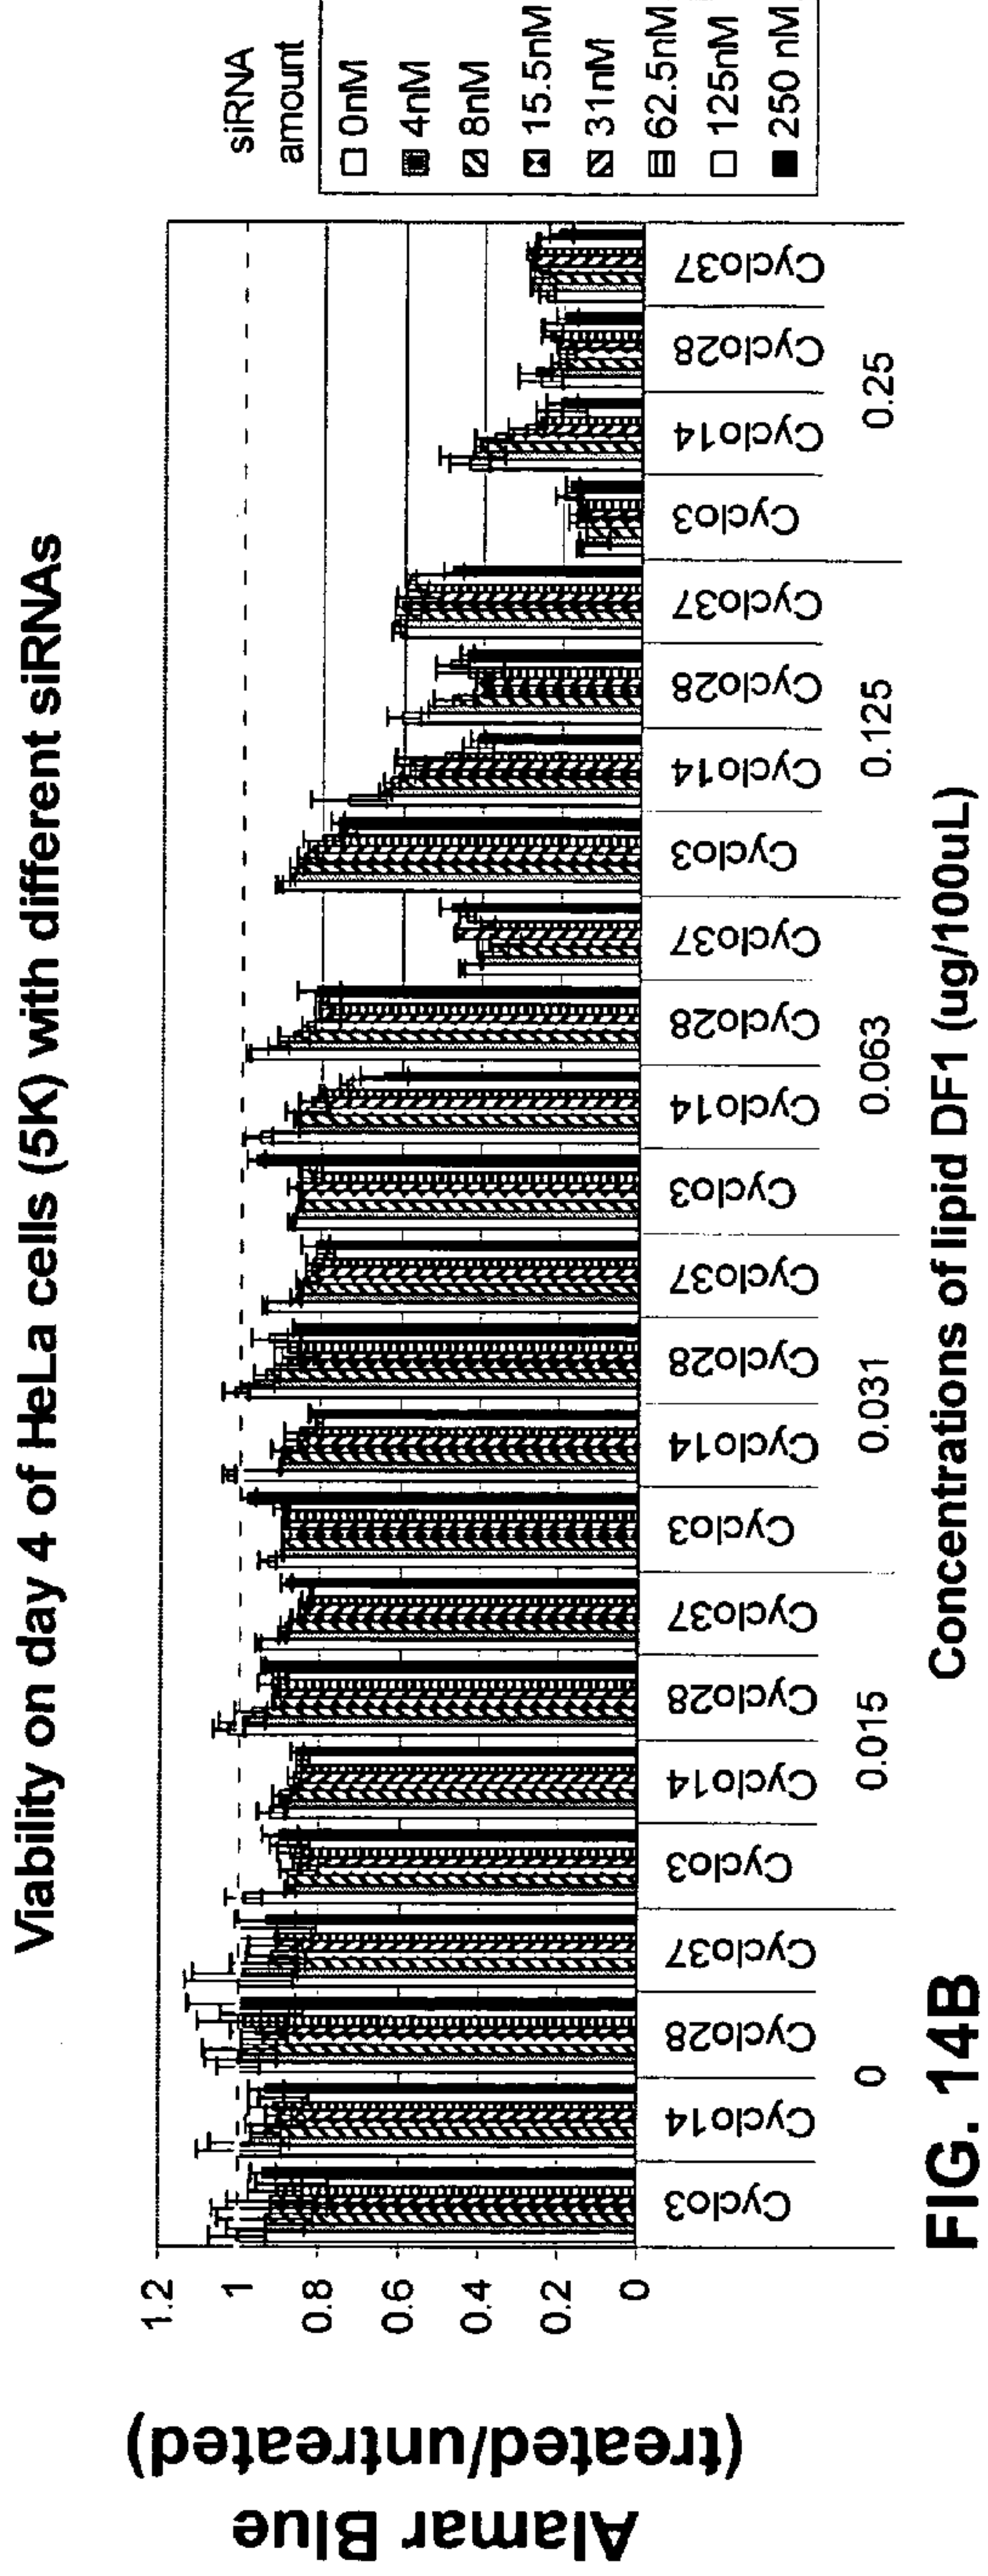 Viability on day 4 of HeLa cells (5K) with different siRNAs
siRNA
amount
0nM
4nM
8nM
15.5nM
31nM
62.5nM
125nM
250 nM
Alamar Blue
(treated/untreated)
1.2
1
0.8
0.6
0.4
0.2
0
Cyclo3 Cyclo14 Cyclo28 Cyclo37 Cyclo3 Cyclo14 Cyclo28 Cyclo37 Cyclo3 Cyclo14 Cyclo28 Cyclo37 Cyclo3 Cyclo14 Cyclo28 Cyclo37 Cyclo3 Cyclo14 Cyclo28 Cyclo37 Cyclo3 Cyclo14 Cyclo28 Cyclo37
0 0.015 0.031 0.063 0.125 0.25
Concentrations of lipid DF1 (ug/100uL)
FIG. 14B